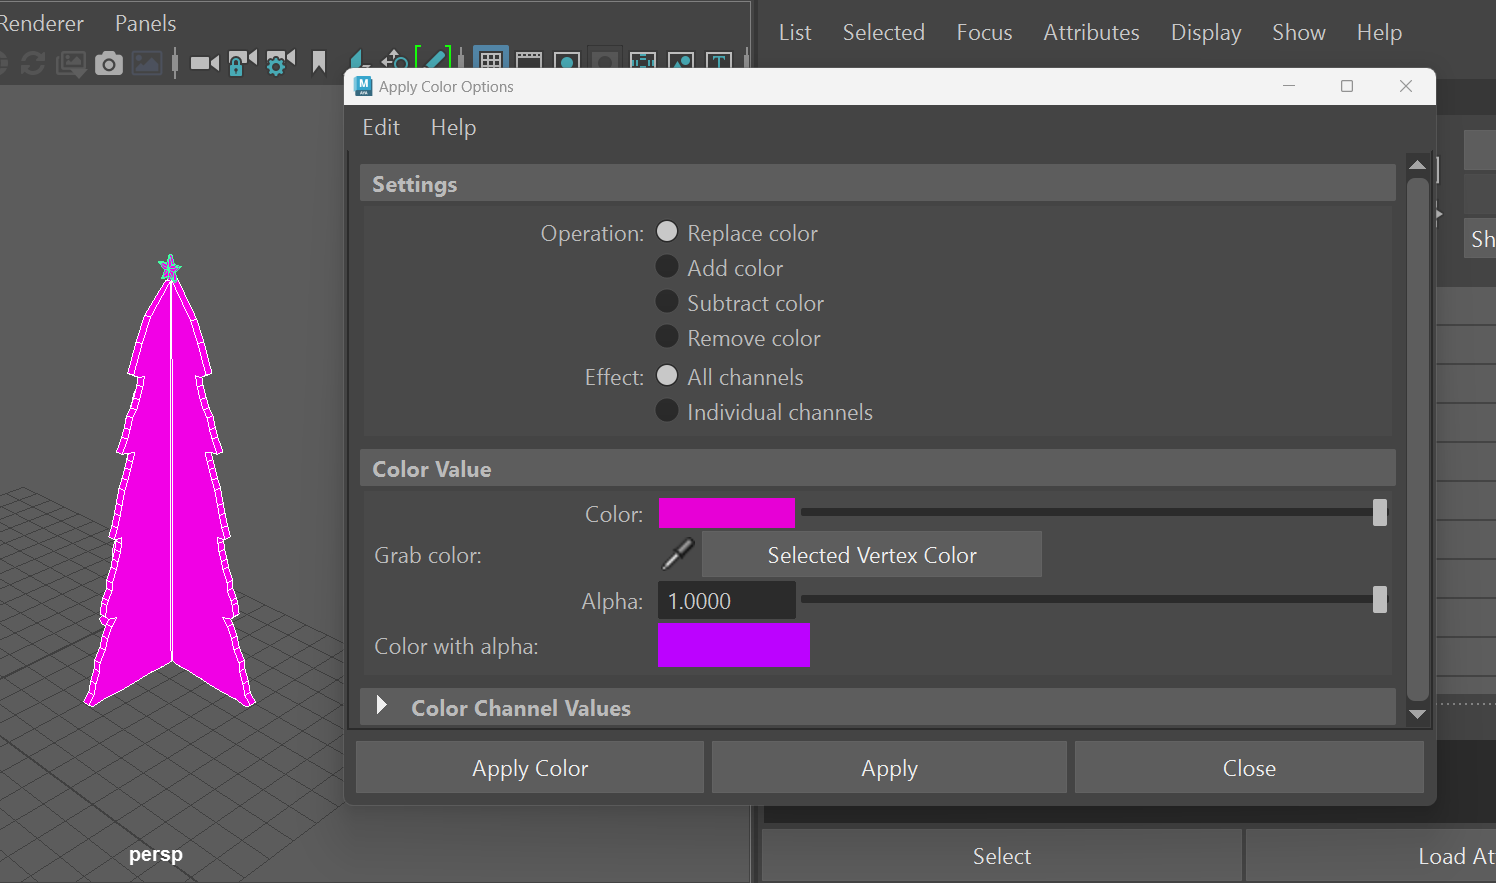 Renderer Panels
List Selected Focus Attributes Display Show Help
Apply Color Options
Edit Help
Settings
Operation: Replace color
Add color
Subtract color
Remove color
Effect: All channels
Individual channels
Color Value
Color:
Grab color: Selected Vertex Color
Alpha: 1.0000
Color with alpha:
Color Channel Values
Apply Color Apply Close
Sh
persp
Select Load At